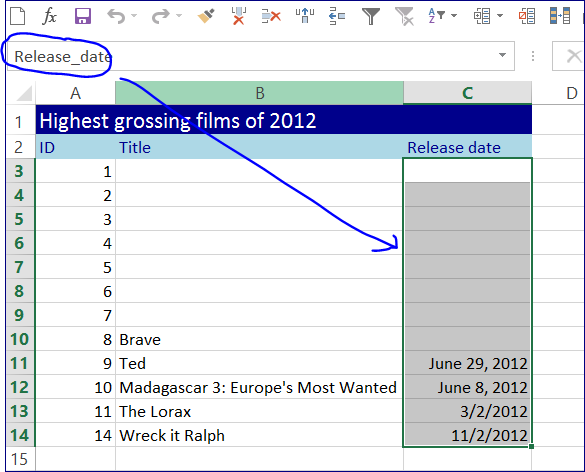 fx
Release_date
A B C D
1 Highest grossing films of 2012
2 ID Title Release date
3 1
4 2
5 3
6 4
7 5
8 6
9 7
10 8 Brave
11 9 Ted June 29, 2012
12 10 Madagascar 3: Europe's Most Wanted June 8, 2012
13 11 The Lorax 3/2/2012
14 14 Wreck it Ralph 11/2/2012
15